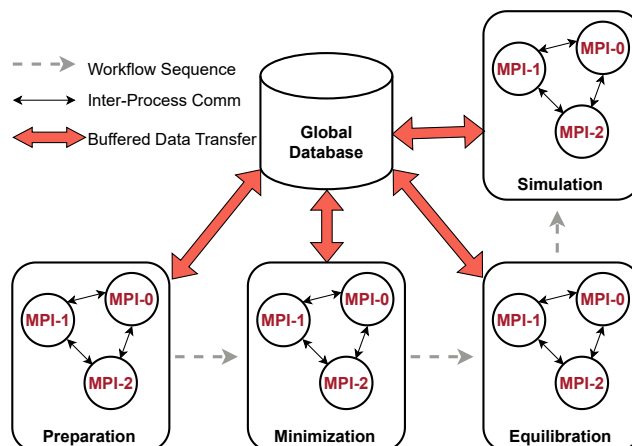 Workflow Sequence
Inter-Process Comm
Buffered Data Transfer
Global
Database
MPI-0
MPI-1
MPI-2
Simulation
MPI-0
MPI-1
MPI-2
Preparation
MPI-0
MPI-1
MPI-2
Minimization
MPI-0
MPI-1
MPI-2
Equilibration